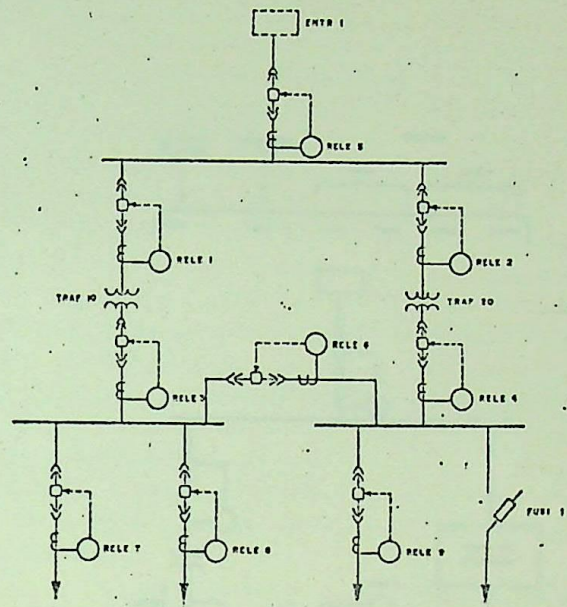 EMTR 1
RELE 5
RELE 1
RELE 2
TRAF 10
TRAF 20
RELE 6
RELE 3
RELE 4
RELE 7
RELE 8
RELE 9
FUSI 1